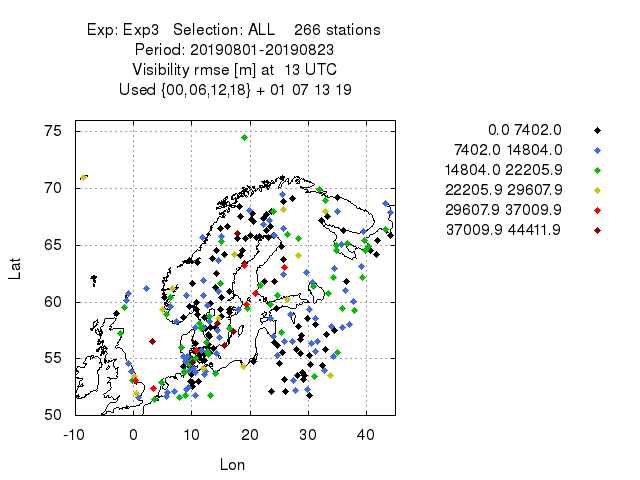 Exp: Exp3 Selection: ALL 266 stations
Period: 20190801-20190823
Visibility rmse [m] at 13 UTC
Used {00,06,12,18} + 01 07 13 19
0.0 7402.0
7402.0 14804.0
14804.0 22205.9
22205.9 29607.9
29607.9 37009.9
37009.9 44411.9
75
70
65
60
55
50
Lat
-10 0 10 20 30 40
Lon